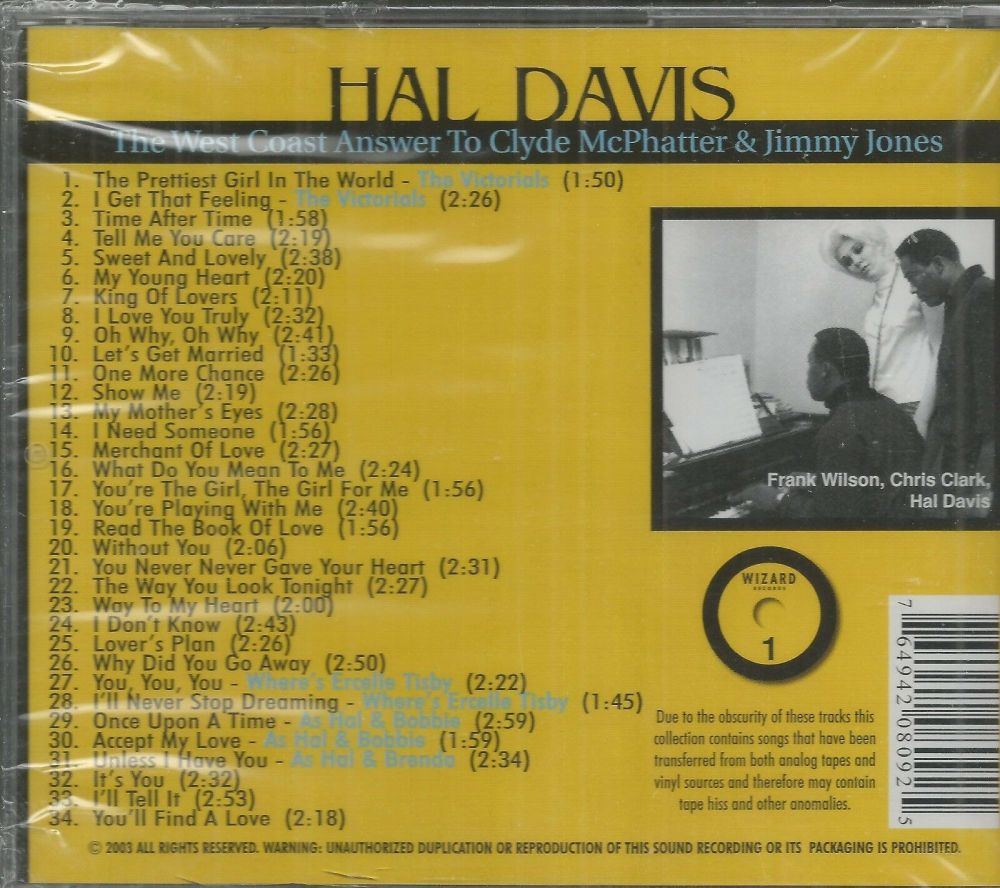 HAL DAVIS
The West Coast Answer To Clyde McPhatter & Jimmy Jones
1. The Prettiest Girl In The World - The Victorials (1:50)
2. I Get That Feeling - The Victorials (2:26)
3. Time After Time (1:58)
4. Tell Me You Care (2:19)
5. Sweet And Lovely (2:38)
6. My Young Heart (2:20)
7. King Of Lovers (2:11)
8. I Love You Truly (2:32)
9. Oh Why, Oh Why (2:41)
10. Let's Get Married (1:33)
11. One More Chance (2:26)
12. Show Me (2:19)
13. My Mother's Eyes (2:28)
14. I Need Someone (1:56)
15. Merchant Of Love (2:27)
16. What Do You Mean To Me (2:24)
17. You're The Girl, The Girl For Me (1:56)
18. You're Playing With Me (2:40)
19. Read The Book Of Love (1:56)
20. Without You (2:06)
21. You Never Never Gave Your Heart (2:31)
22. The Way You Look Tonight (2:27)
23. Way To My Heart (2:00)
24. I Don't Know (2:43)
25. Lover's Plan (2:26)
26. Why Did You Go Away (2:50)
27. You, You, You - Where's Ercelle Tisby (2:22)
28. I'll Never Stop Dreaming - Where's Ercelle Tisby (1:45)
29. Once Upon A Time - As Hal & Bobbie (2:59)
30. Accept My Love - As Hal & Bobbie (1:59)
31. Unless I Have You - As Hal & Brenda (2:34)
32. It's You (2:32)
33. I'll Tell It (2:53)
34. You'll Find A Love (2:18)
Frank Wilson, Chris Clark,
Hal Davis
WIZARD
RECORDS
1
7 64942 08092 5
Due to the obscurity of these tracks this
collection contains songs that have been
transferred from both analog tapes and
vinyl sources and therefore may contain
tape hiss and other anomalies.
© 2003 ALL RIGHTS RESERVED. WARNING: UNAUTHORIZED DUPLICATION OR REPRODUCTION OF THIS SOUND RECORDING OR ITS PACKAGING IS PROHIBITED.